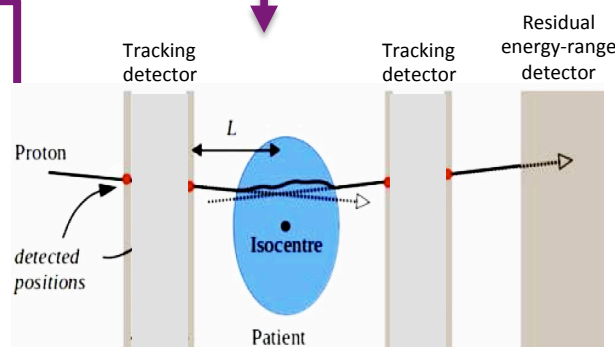 Tracking
detector
Tracking
detector
Residual
energy-range
detector
L
Proton
Isocentre
detected
positions
Patient